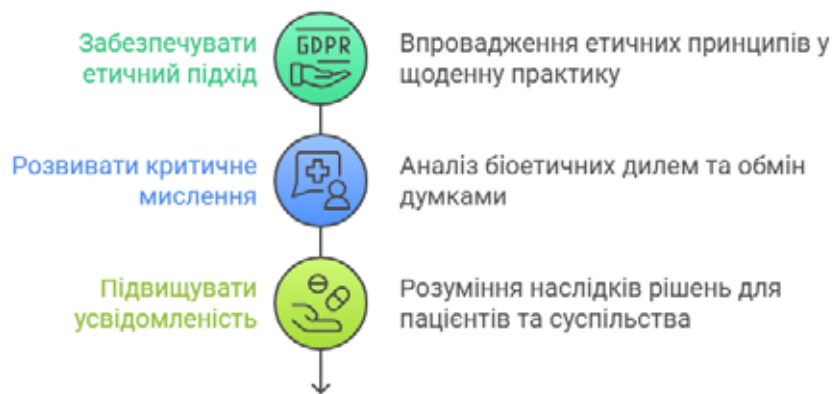 Забезпечувати
етичний підхід
GDPR
Впровадження етичних принципів у
щоденну практику
Розвивати критичне
мислення
Аналіз біоетичних дилем та обмін
думками
Підвищувати
усвідомленість
Розуміння наслідків рішень для
пацієнтів та суспільства